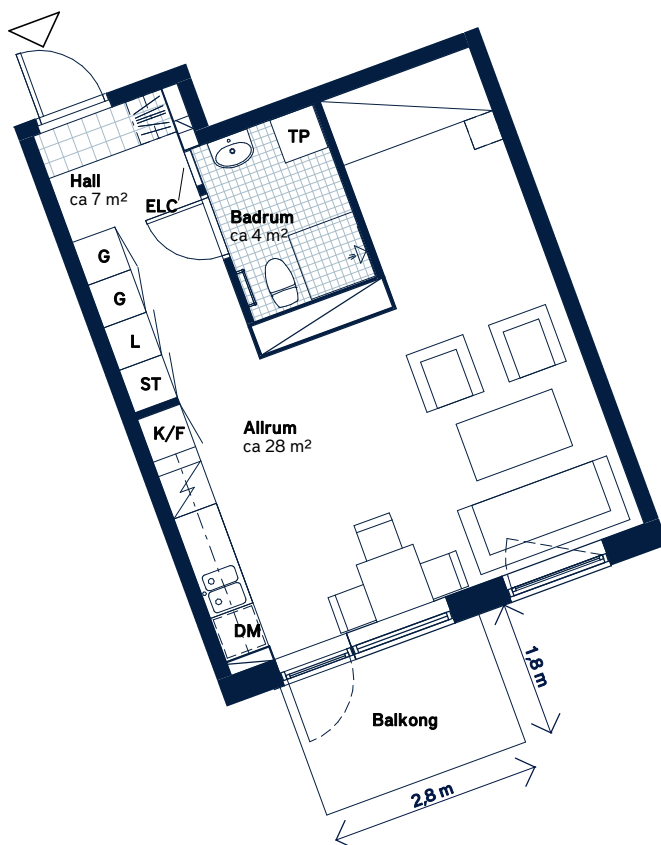 TP
Hall
ca 7 m²
ELC
Badrum
ca 4 m²
G
G
L
ST
K/F
Allrum
ca 28 m²
DM
1,8 m
Balkong
2,8 m